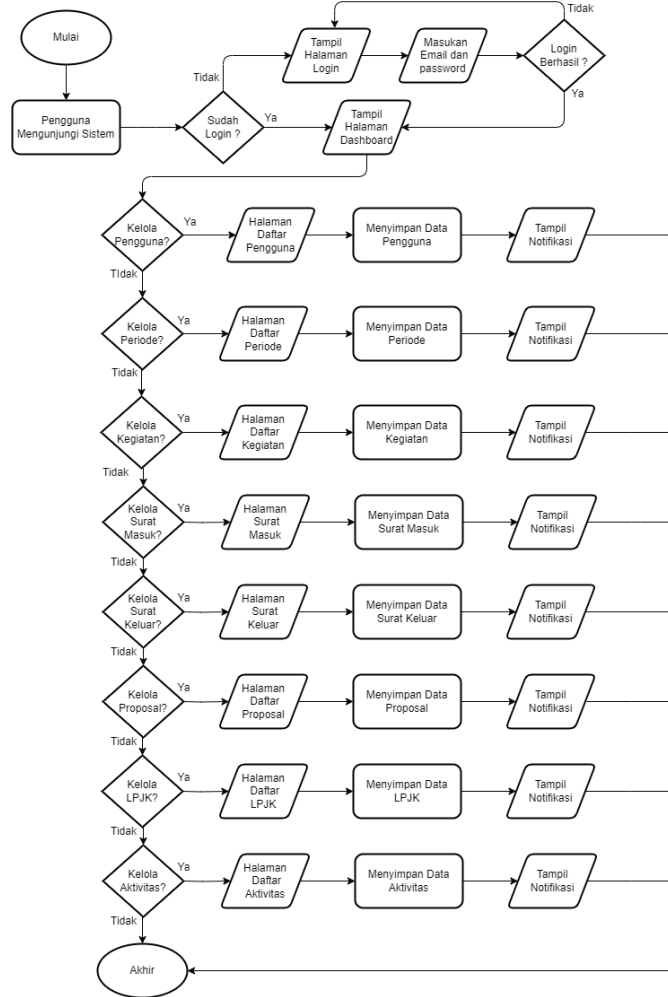 Tidak
Mulai
Tampil
Halaman
Login
Masukan
Email dan
password
Login
Berhasil ?
Tidak
Ya
Pengguna
Mengunjungi Sistem
Sudah
Login ?
Ya
Tampil
Halaman
Dashboard
Kelola
Pengguna?
Ya
Halaman
Daftar
Pengguna
Menyimpan Data
Pengguna
Tampil
Notifikasi
TIdak
Kelola
Periode?
Ya
Halaman
Daftar
Periode
Menyimpan Data
Periode
Tampil
Notifikasi
Tidak
Kelola
Kegiatan?
Ya
Halaman
Daftar
Kegiatan
Menyimpan Data
Kegiatan
Tampil
Notifikasi
Tidak
Kelola
Surat
Masuk?
Ya
Halaman
Surat
Masuk
Menyimpan Data
Surat Masuk
Tampil
Notifikasi
Tidak
Kelola
Surat
Keluar?
Ya
Halaman
Surat
Keluar
Menyimpan Data
Surat Keluar
Tampil
Notifikasi
Tidak
Kelola
Proposal?
Ya
Halaman
Daftar
Proposal
Menyimpan Data
Proposal
Tampil
Notifikasi
Tidak
Kelola
LPJK?
Ya
Halaman
Daftar
LPJK
Menyimpan Data
LPJK
Tampil
Notifikasi
Tidak
Kelola
Aktivitas?
Ya
Halaman
Daftar
Aktivitas
Menyimpan Data
Aktivitas
Tampil
Notifikasi
Tidak
Akhir